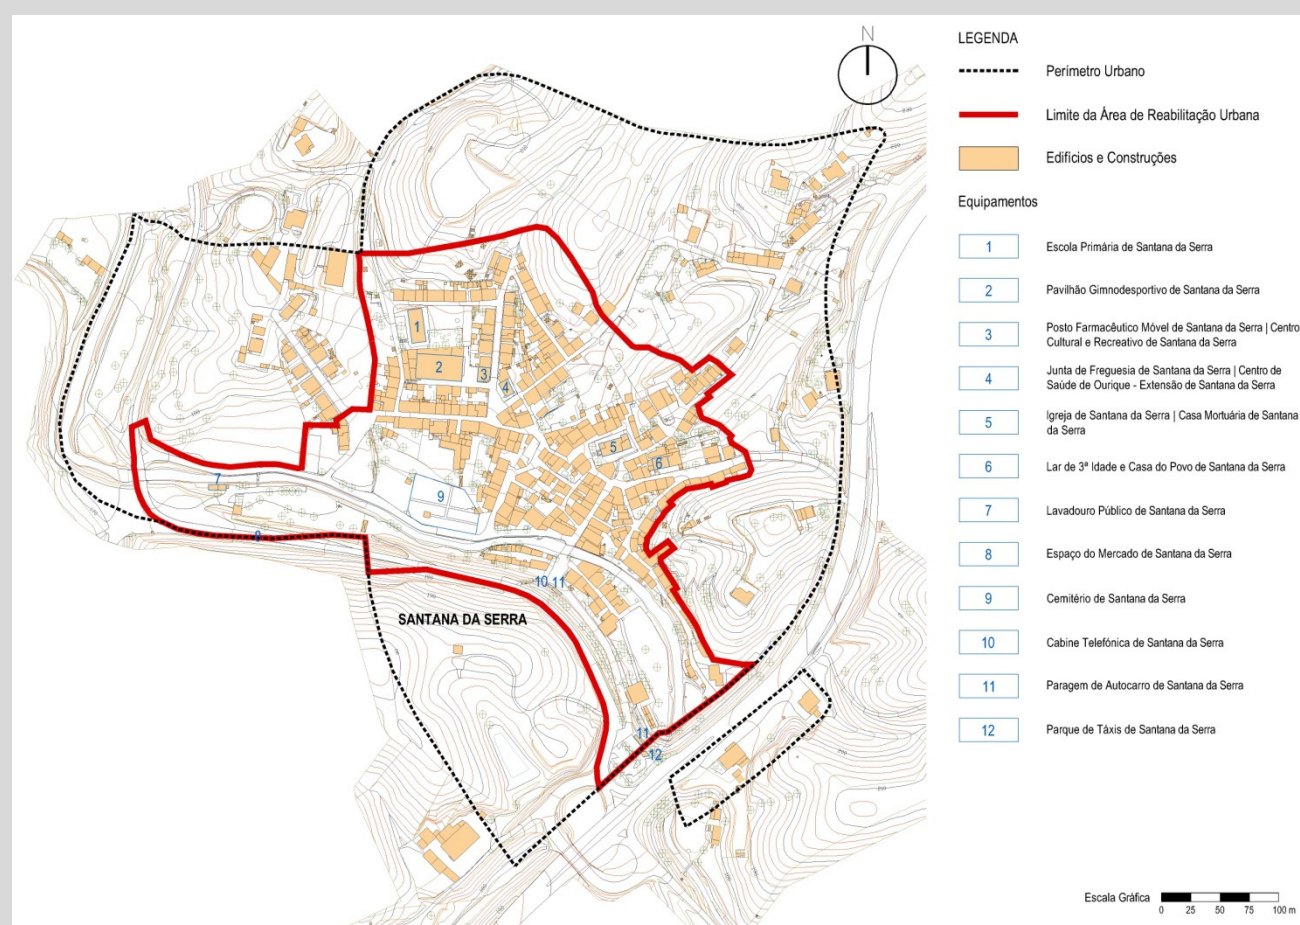 N
LEGENDA
Perímetro Urbano
Limite da Área de Reabilitação Urbana
Edifícios e Construções
Equipamentos
1 Escola Primária de Santana da Serra
2 Pavilhão Gimnodesportivo de Santana da Serra
3 Posto Farmacêutico Móvel de Santana da Serra | Centro
Cultural e Recreativo de Santana da Serra
4 Junta de Freguesia de Santana da Serra | Centro de
Saúde de Ourique - Extensão de Santana da Serra
5 Igreja de Santana da Serra | Casa Mortuária de Santana
da Serra
6 Lar de 3ª Idade e Casa do Povo de Santana da Serra
7 Lavadouro Público de Santana da Serra
8 Espaço do Mercado de Santana da Serra
9 Cemitério de Santana da Serra
10 Cabine Telefónica de Santana da Serra
11 Paragem de Autocarro de Santana da Serra
12 Parque de Táxis de Santana da Serra
1
2
3
4
5
6
7
9
8
10 11
SANTANA DA SERRA
11
12
Escala Gráfica
0 25 50 75 100 m